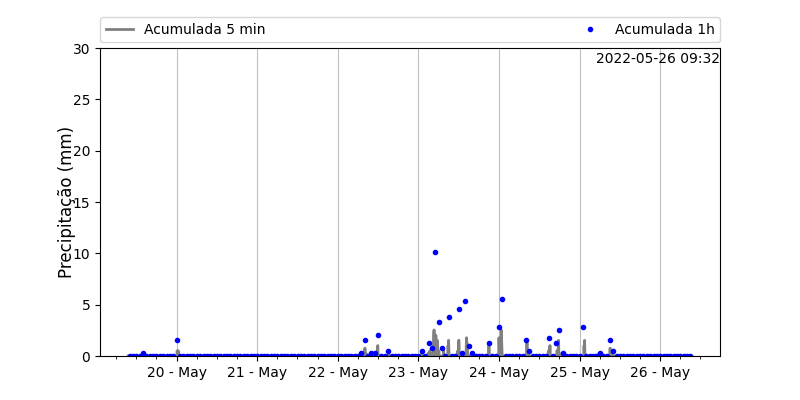 Acumulada 5 min
Acumulada 1h
2022-05-26 09:32
Precipitação (mm)
30
25
20
15
10
5
0
20 - May
21 - May
22 - May
23 - May
24 - May
25 - May
26 - May